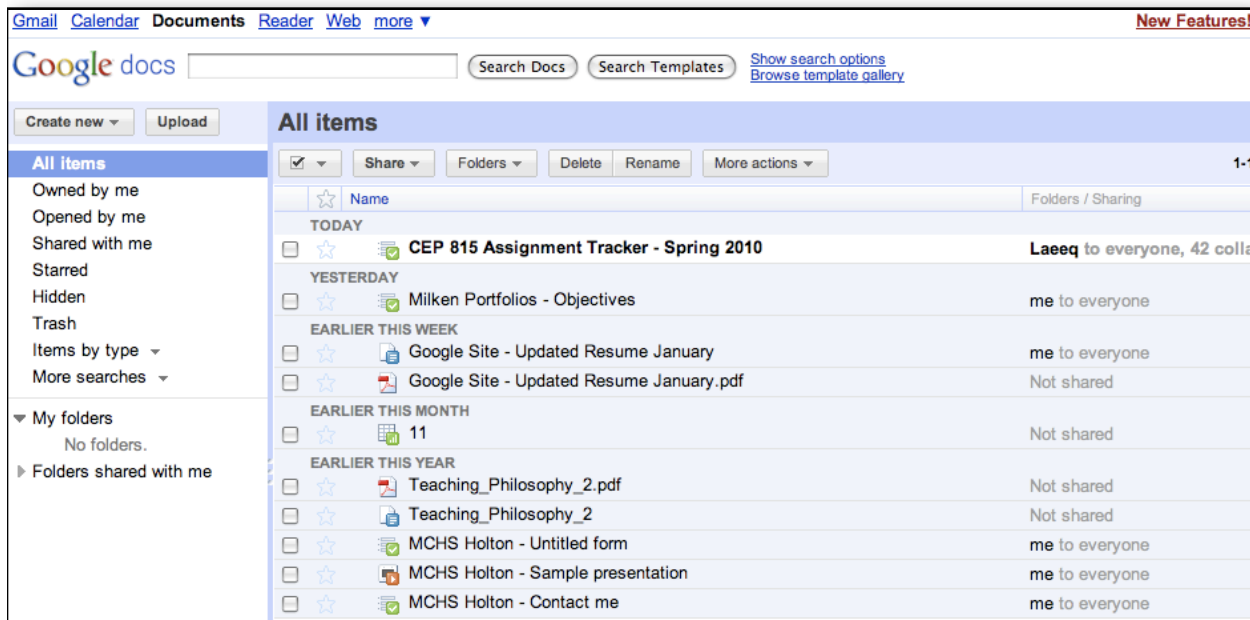 Gmail Calendar Documents Reader Web more ▼ New Features!
Google docs Search Docs Search Templates Show search options
Browse template gallery
Create new Upload
All items
Owned by me
Opened by me
Shared with me
Starred
Hidden
Trash
Items by type
More searches
My folders
No folders.
Folders shared with me
All items
Share Folders Delete Rename More actions 1-1
Name Folders / Sharing
TODAY
CEP 815 Assignment Tracker - Spring 2010 Laeeq to everyone, 42 colla
YESTERDAY
Milken Portfolios - Objectives me to everyone
EARLIER THIS WEEK
Google Site - Updated Resume January me to everyone
Google Site - Updated Resume January.pdf Not shared
EARLIER THIS MONTH
11 Not shared
EARLIER THIS YEAR
Teaching_Philosophy_2.pdf Not shared
Teaching_Philosophy_2 Not shared
MCHS Holton - Untitled form me to everyone
MCHS Holton - Sample presentation me to everyone
MCHS Holton - Contact me me to everyone